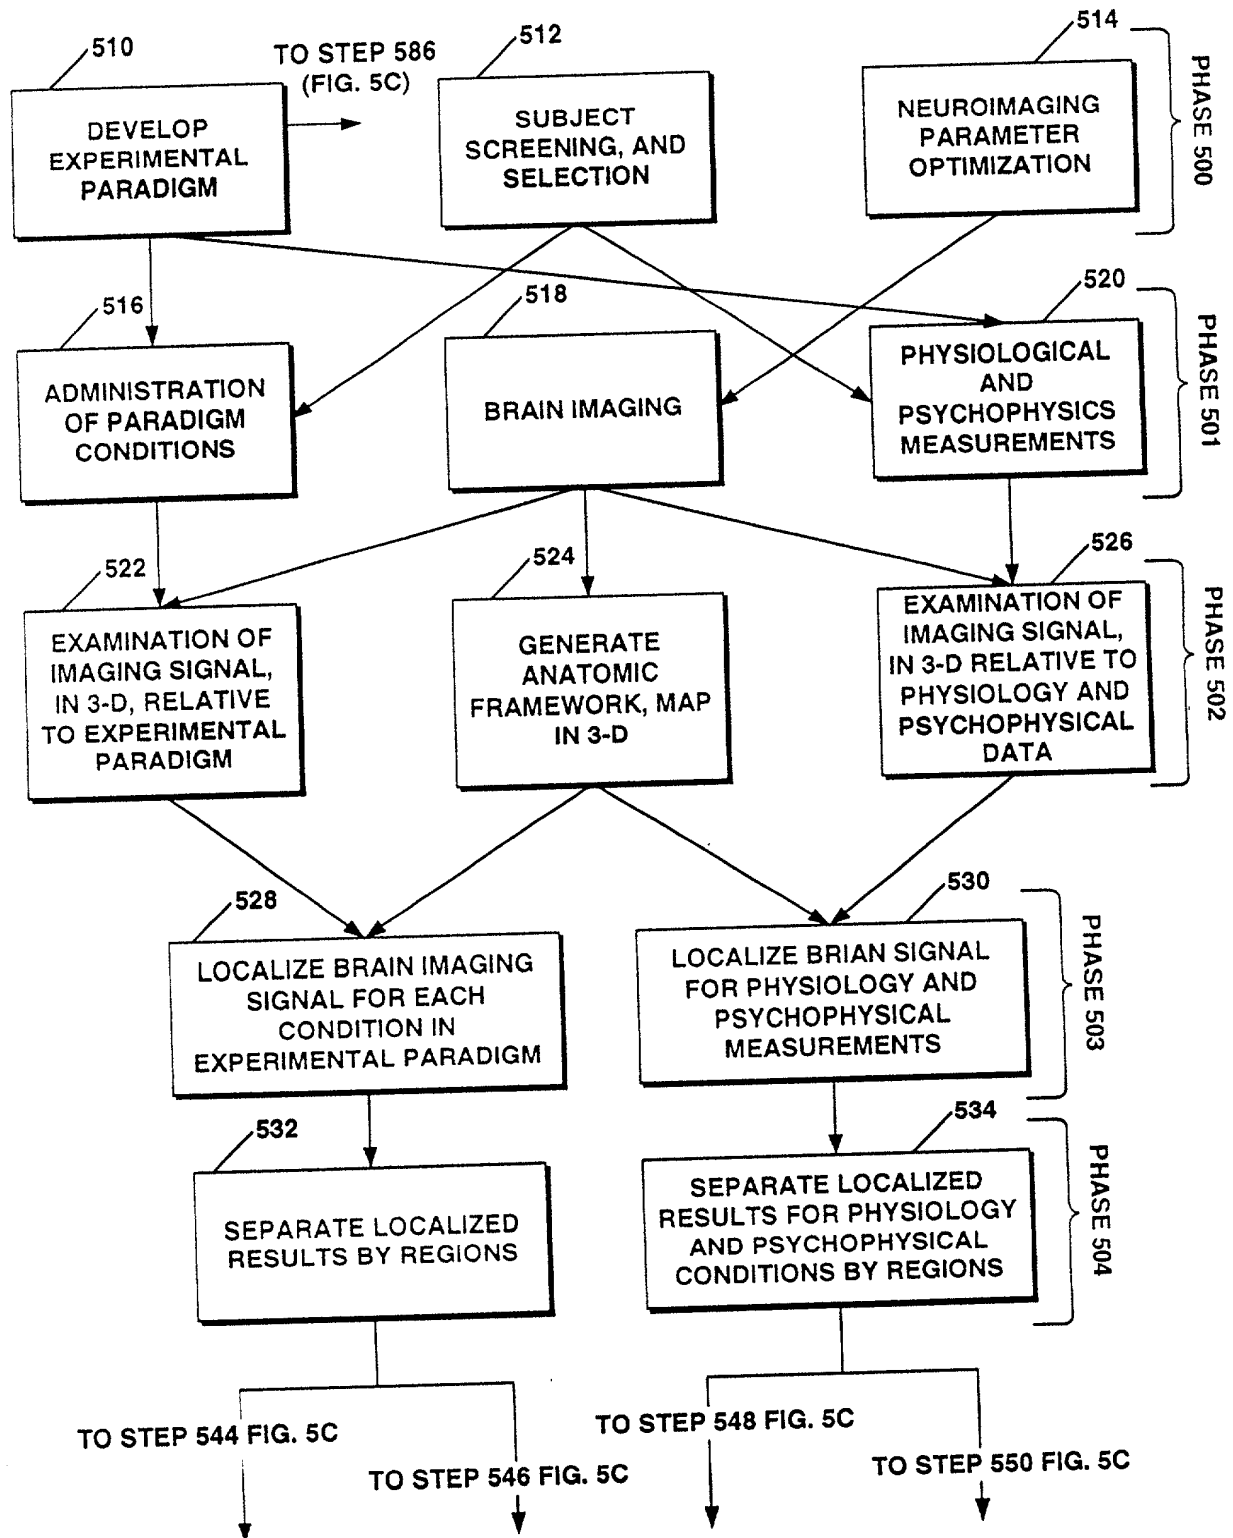 510
TO STEP 586
(FIG. 5C)
512
514
DEVELOP
EXPERIMENTAL
PARADIGM
SUBJECT
SCREENING, AND
SELECTION
NEUROIMAGING
PARAMETER
OPTIMIZATION
PHASE 500
516
518
520
ADMINISTRATION
OF PARADIGM
CONDITIONS
BRAIN IMAGING
PHYSIOLOGICAL
AND
PSYCHOPHYSICS
MEASUREMENTS
PHASE 501
522
524
526
EXAMINATION OF
IMAGING SIGNAL,
IN 3-D, RELATIVE
TO EXPERIMENTAL
PARADIGM
GENERATE
ANATOMIC
FRAMEWORK, MAP
IN 3-D
EXAMINATION OF
IMAGING SIGNAL,
IN 3-D RELATIVE TO
PHYSIOLOGY AND
PSYCHOPHYSICAL
DATA
PHASE 502
528
530
LOCALIZE BRAIN IMAGING
SIGNAL FOR EACH
CONDITION IN
EXPERIMENTAL PARADIGM
LOCALIZE BRIAN SIGNAL
FOR PHYSIOLOGY AND
PSYCHOPHYSICAL
MEASUREMENTS
PHASE 503
532
534
SEPARATE LOCALIZED
RESULTS BY REGIONS
SEPARATE LOCALIZED
RESULTS FOR PHYSIOLOGY
AND PSYCHOPHYSICAL
CONDITIONS BY REGIONS
PHASE 504
TO STEP 544 FIG. 5C
TO STEP 546 FIG. 5C
TO STEP 548 FIG. 5C
TO STEP 550 FIG. 5C